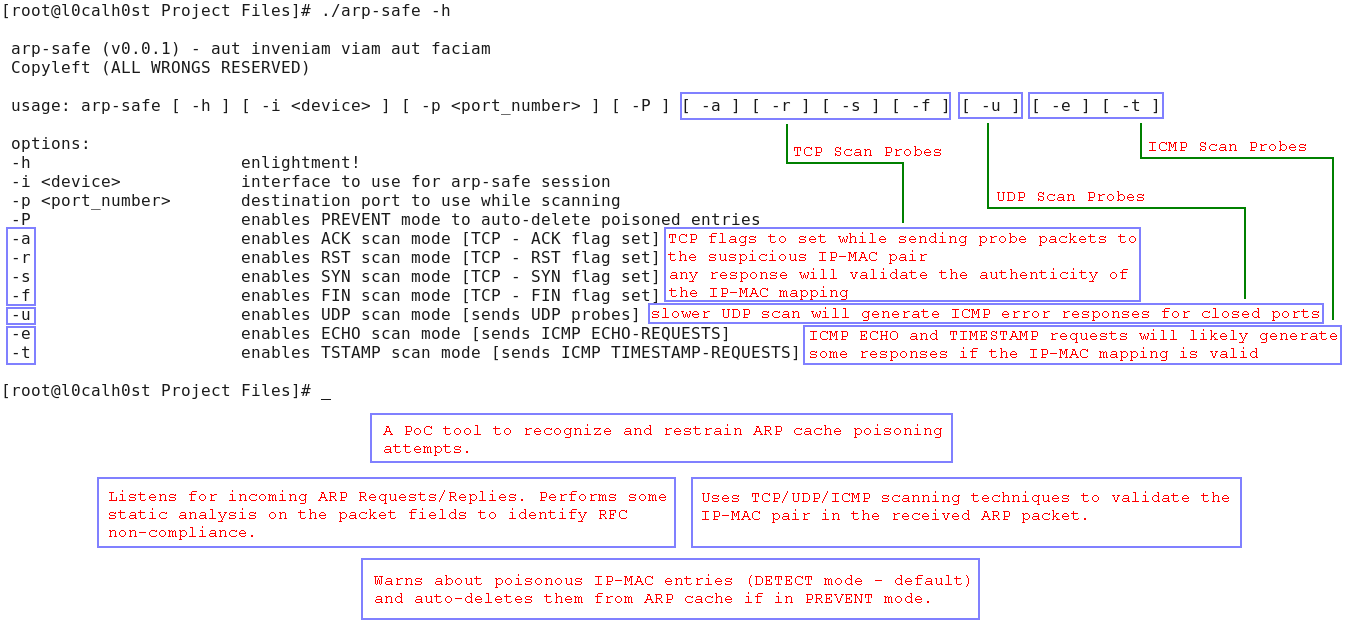 [root@l0calh0st Project Files]# ./arp-safe -h
arp-safe (v0.0.1) - aut inveniam viam aut faciam
Copyleft (ALL WRONGS RESERVED)
usage: arp-safe [ -h ] [ -i <device> ] [ -p <port_number> ] [ -P ] [ -a ] [ -r ] [ -s ] [ -f ] [ -u ] [ -e ] [ -t ]
TCP Scan Probes
ICMP Scan Probes
UDP Scan Probes
options:
-h enlightment!
-i <device> interface to use for arp-safe session
-p <port_number> destination port to use while scanning
-P enables PREVENT mode to auto-delete poisoned entries
-a enables ACK scan mode [TCP - ACK flag set]
-r enables RST scan mode [TCP - RST flag set]
-s enables SYN scan mode [TCP - SYN flag set]
-f enables FIN scan mode [TCP - FIN flag set]
TCP flags to set while sending probe packets to
the suspicious IP-MAC pair
any response will validate the authenticity of
the IP-MAC mapping
-u enables UDP scan mode [sends UDP probes]
slower UDP scan will generate ICMP error responses for closed ports
-e enables ECHO scan mode [sends ICMP ECHO-REQUESTS]
-t enables TSTAMP scan mode [sends ICMP TIMESTAMP-REQUESTS]
ICMP ECHO and TIMESTAMP requests will likely generate
some responses if the IP-MAC mapping is valid
[root@l0calh0st Project Files]# _
A PoC tool to recognize and restrain ARP cache poisoning
attempts.
Listens for incoming ARP Requests/Replies. Performs some
static analysis on the packet fields to identify RFC
non-compliance.
Uses TCP/UDP/ICMP scanning techniques to validate the
IP-MAC pair in the received ARP packet.
Warns about poisonous IP-MAC entries (DETECT mode - default)
and auto-deletes them from ARP cache if in PREVENT mode.